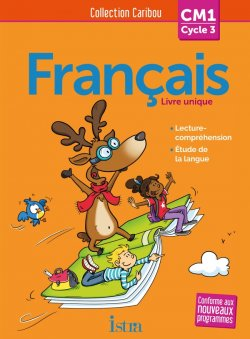 Collection Caribou
CM1
Cycle 3
Français
Livre unique
• Lecture-
compréhension
• Étude de
la langue
Conforme aux
nouveaux
programmes
istra